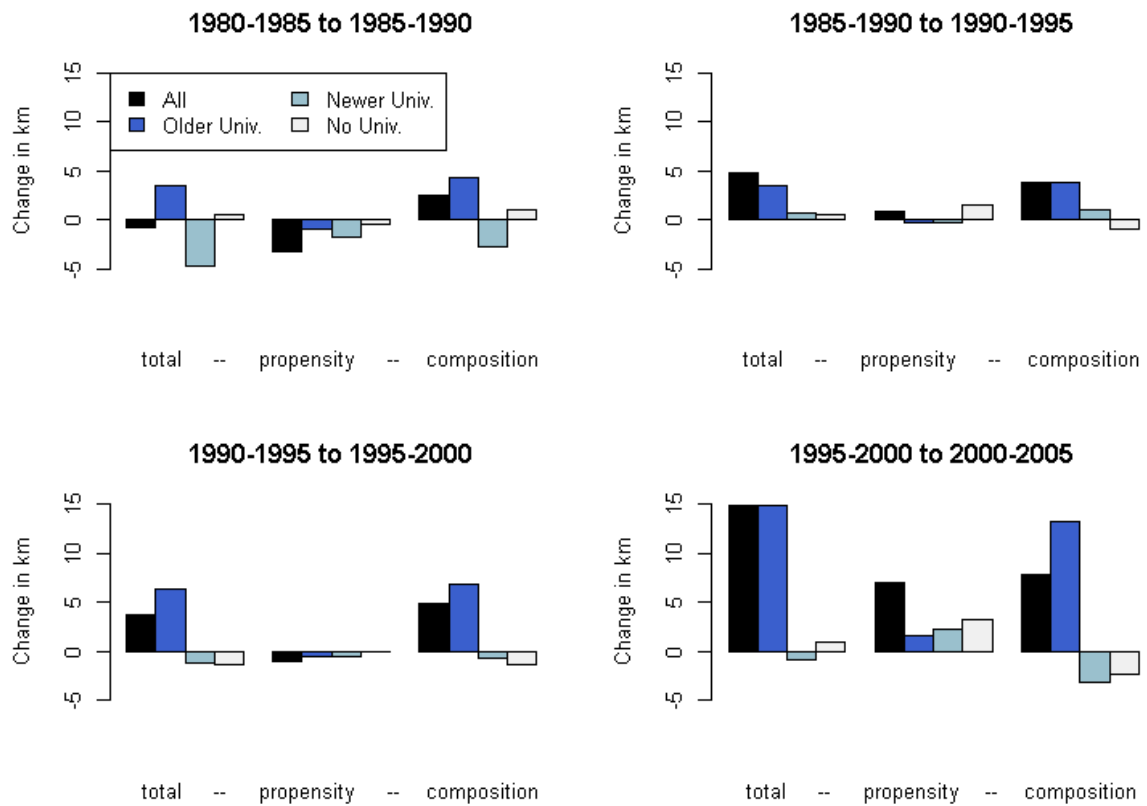 1980-1985 to 1985-1990
Change in km
15
10
5
0
-5
All
Older Univ.
Newer Univ.
No Univ.
total -- propensity -- composition
1985-1990 to 1990-1995
Change in km
15
10
5
0
-5
total -- propensity -- composition
1990-1995 to 1995-2000
Change in km
15
10
5
0
-5
total -- propensity -- composition
1995-2000 to 2000-2005
Change in km
15
10
5
0
-5
total -- propensity -- composition